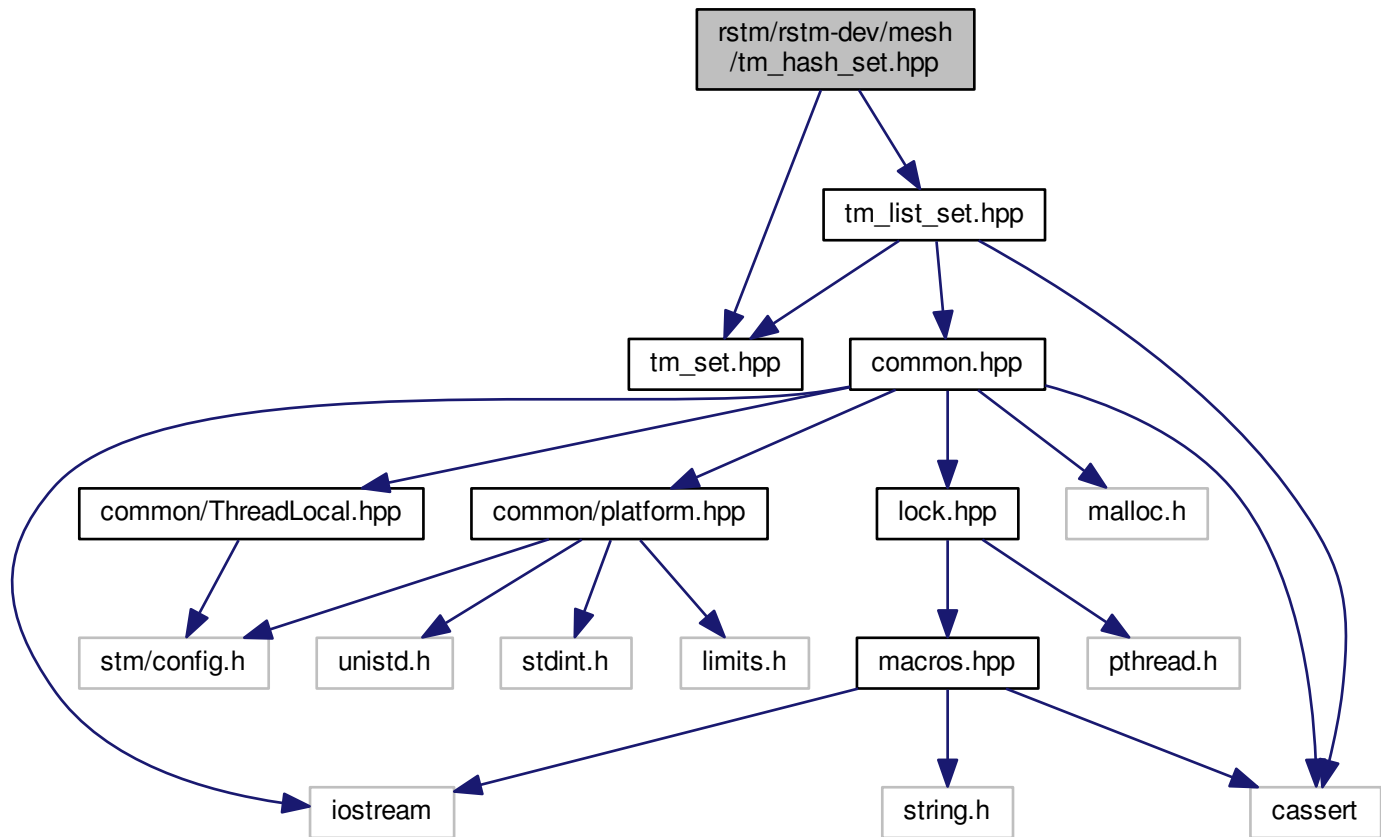 rstm/rstm-dev/mesh
/tm_hash_set.hpp
tm_list_set.hpp
tm_set.hpp
common.hpp
common/ThreadLocal.hpp
common/platform.hpp
lock.hpp
malloc.h
stm/config.h
unistd.h
stdint.h
limits.h
macros.hpp
pthread.h
iostream
string.h
cassert